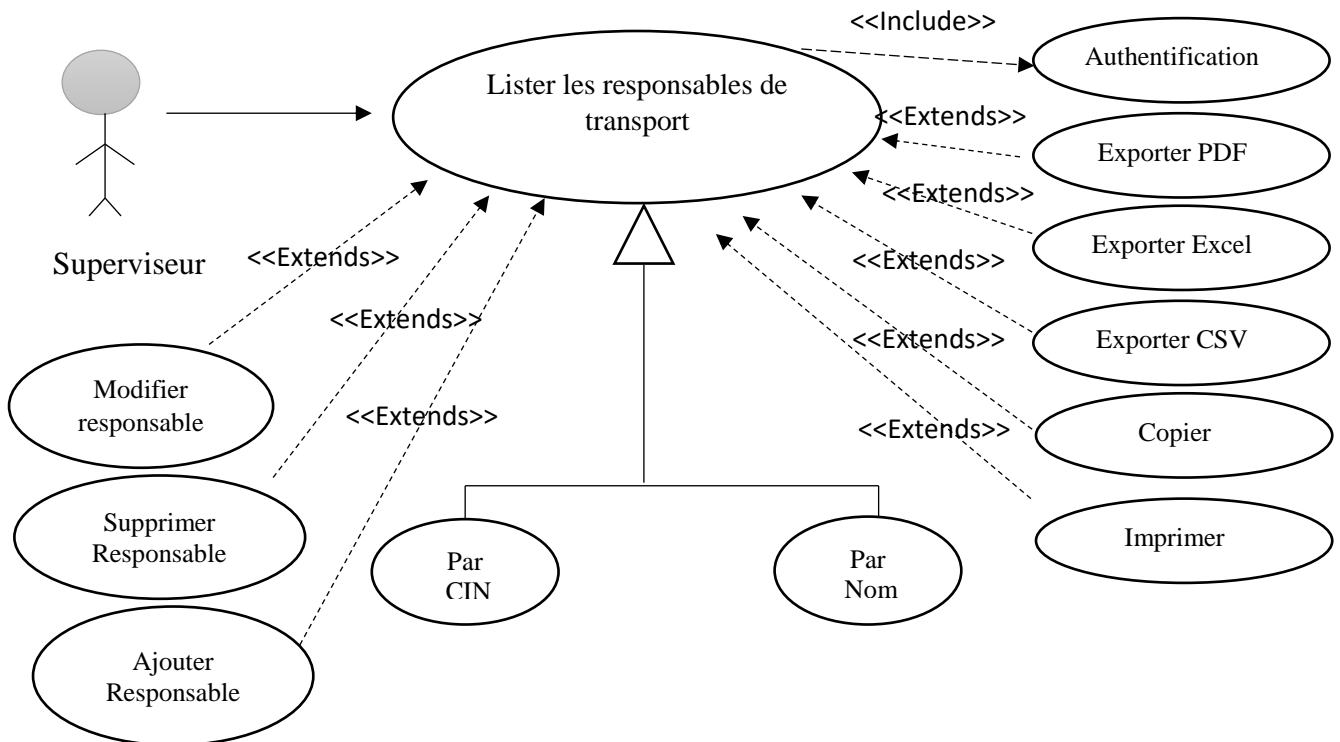 <<Include>>
Authentification
Lister les responsables de
transport
<<Extends>>
Exporter PDF
<<Extends>>
Exporter Excel
Superviseur
<<Extends>>
<<Extends>>
<<Extends>>
Exporter CSV
<<Extends>>
Modifier
responsable
<<Extends>>
<<Extends>>
Copier
Supprimer
Responsable
Imprimer
Par
CIN
Par
Nom
Ajouter
Responsable